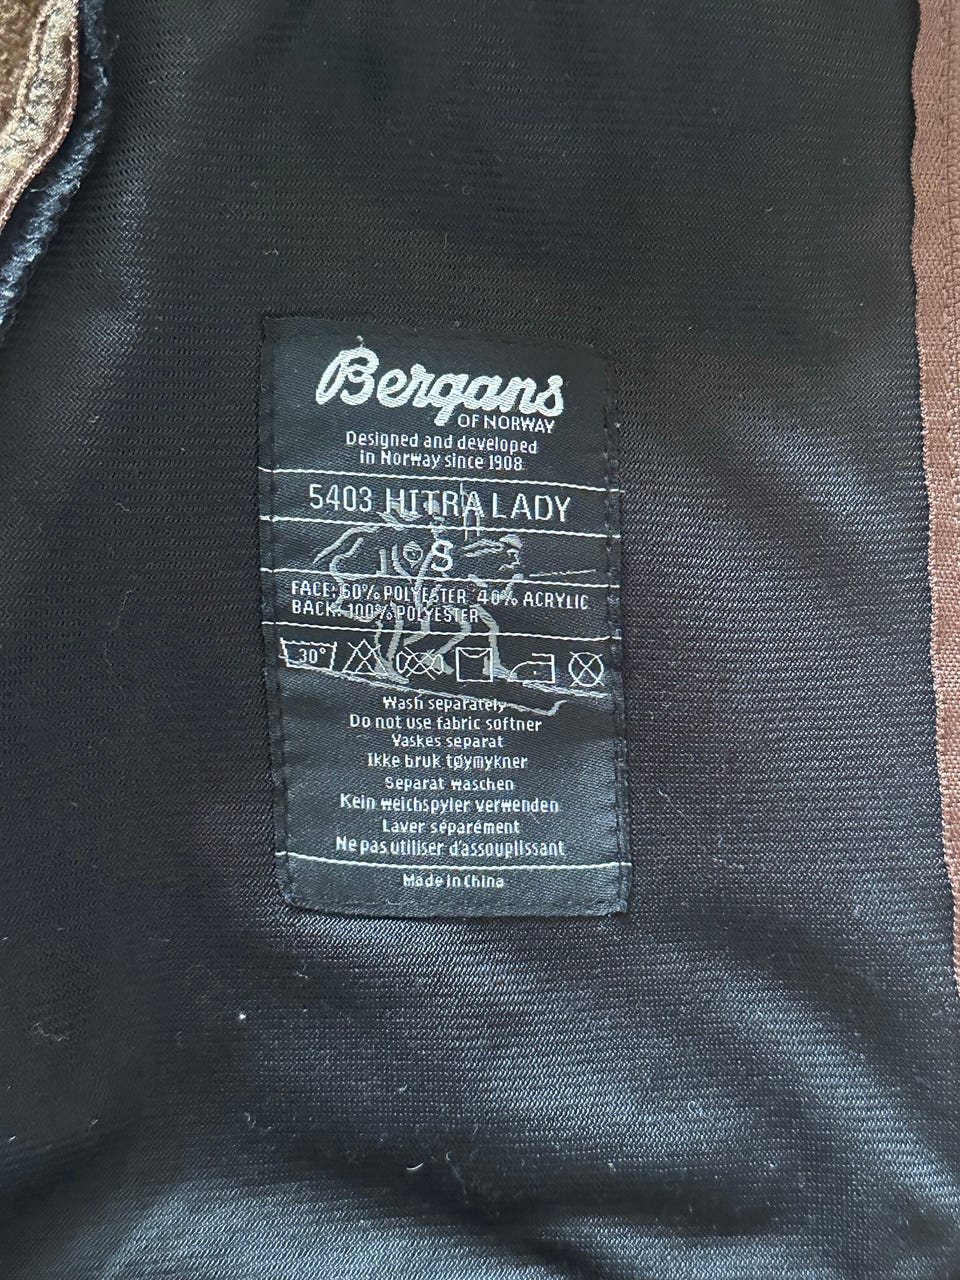 Bergans
OF NORWAY
Designed and developed
in Norway since 1908
5403 HITRA LADY
S
FACE: 60% POLYESTER 40% ACRYLIC
BACK: 100% POLYESTER
30°
Wash separately
Do not use fabric softner
Vaskes separat
Ikke bruk tøymykner
Separat waschen
Kein weichspyler verwenden
Laver séparément
Ne pas utiliser d'assouplissant
Made in China